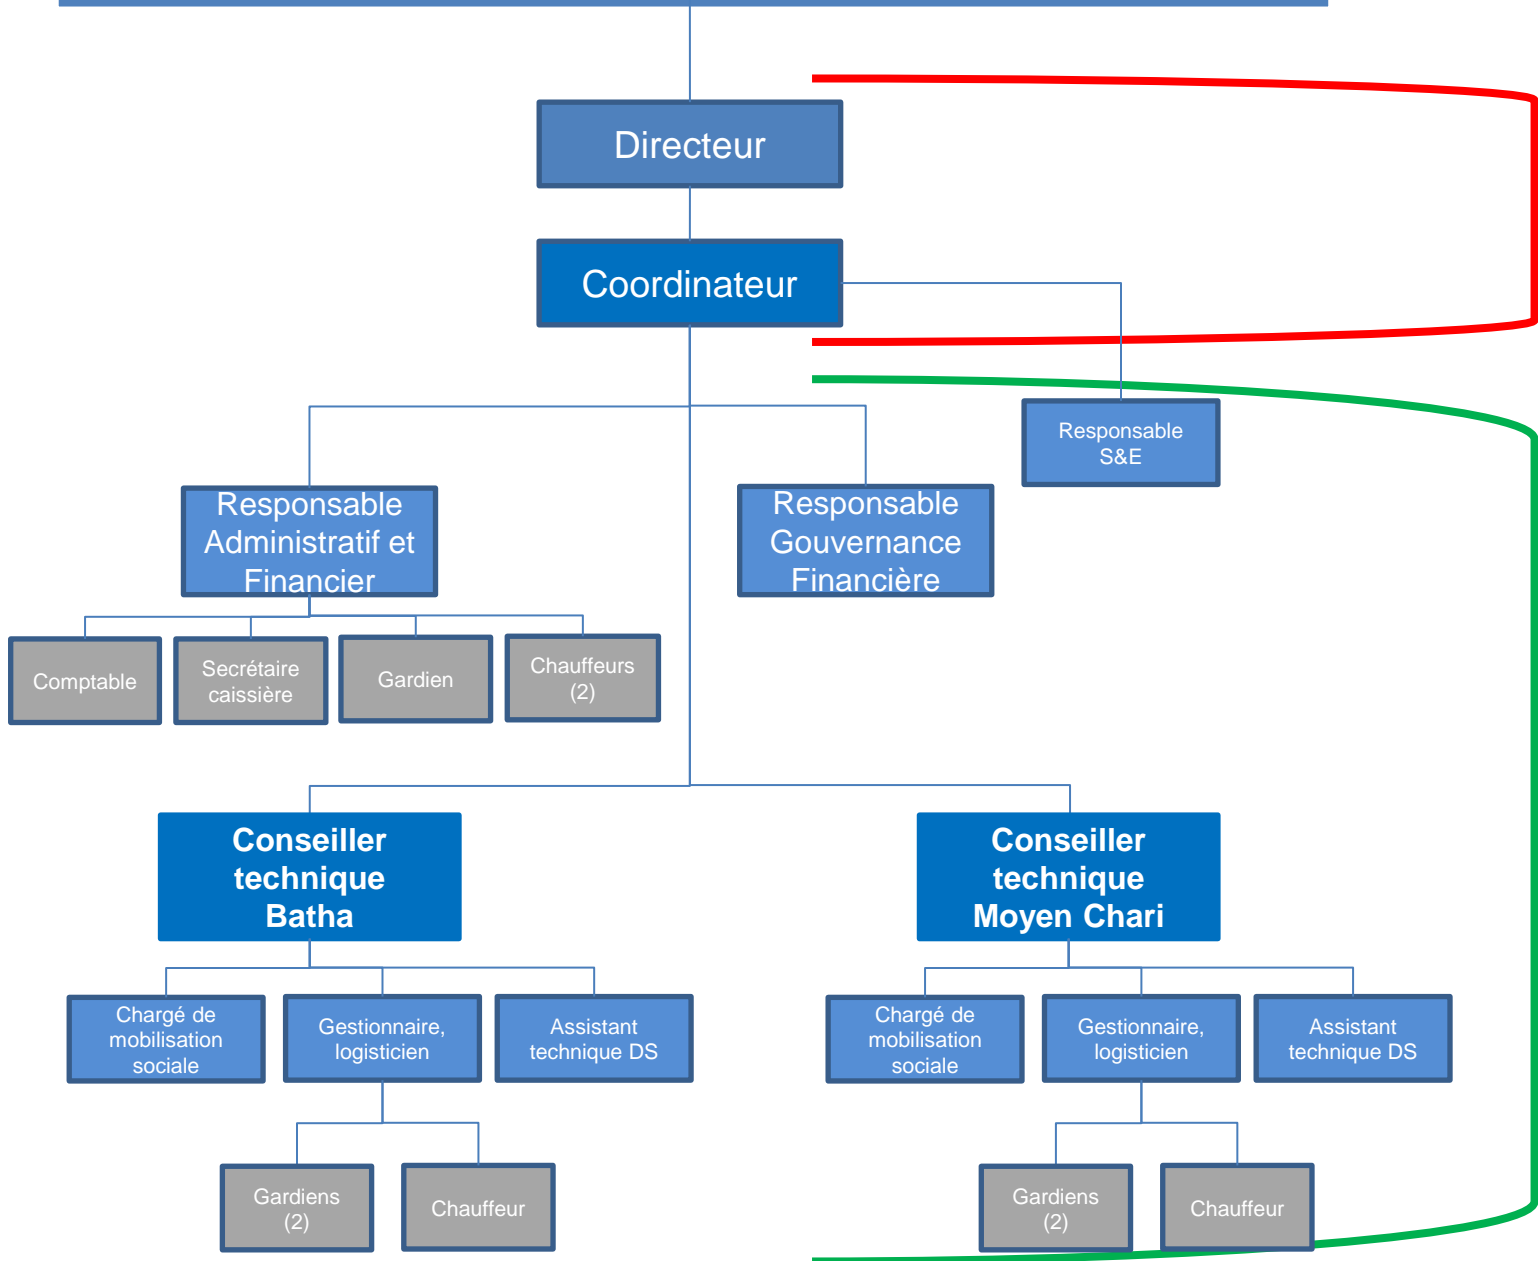 Directeur
Coordinateur
Responsable
S&E
Responsable
Administratif et
Financier
Responsable
Gouvernance
Financière
Comptable
Secrétaire
caissière
Gardien
Chauffeurs
(2)
Conseiller
technique
Batha
Conseiller
technique
Moyen Chari
Chargé de
mobilisation
sociale
Gestionnaire,
logisticien
Assistant
technique DS
Chargé de
mobilisation
sociale
Gestionnaire,
logisticien
Assistant
technique DS
Gardiens
(2)
Chauffeur
Gardiens
(2)
Chauffeur